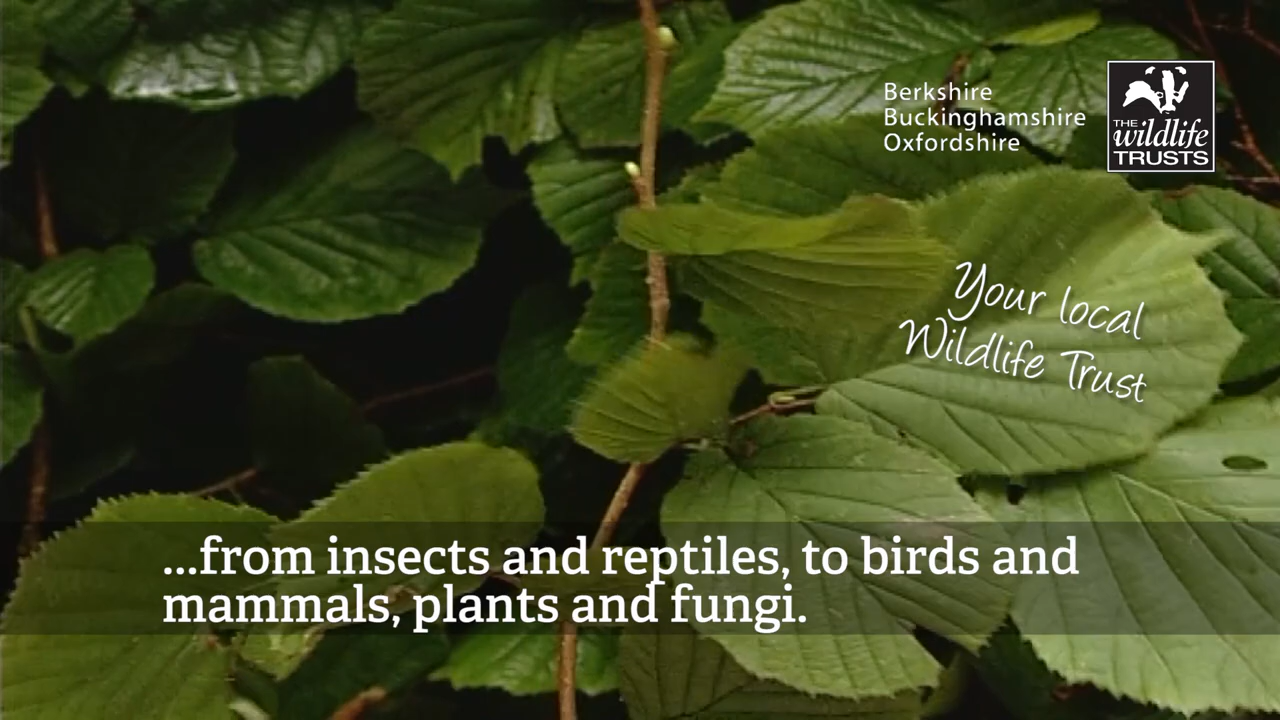 Berkshire
Buckinghamshire
Oxfordshire
THE
wildlife
TRUSTS
Your local
Wildlife Trust
...from insects and reptiles, to birds and
mammals, plants and fungi.